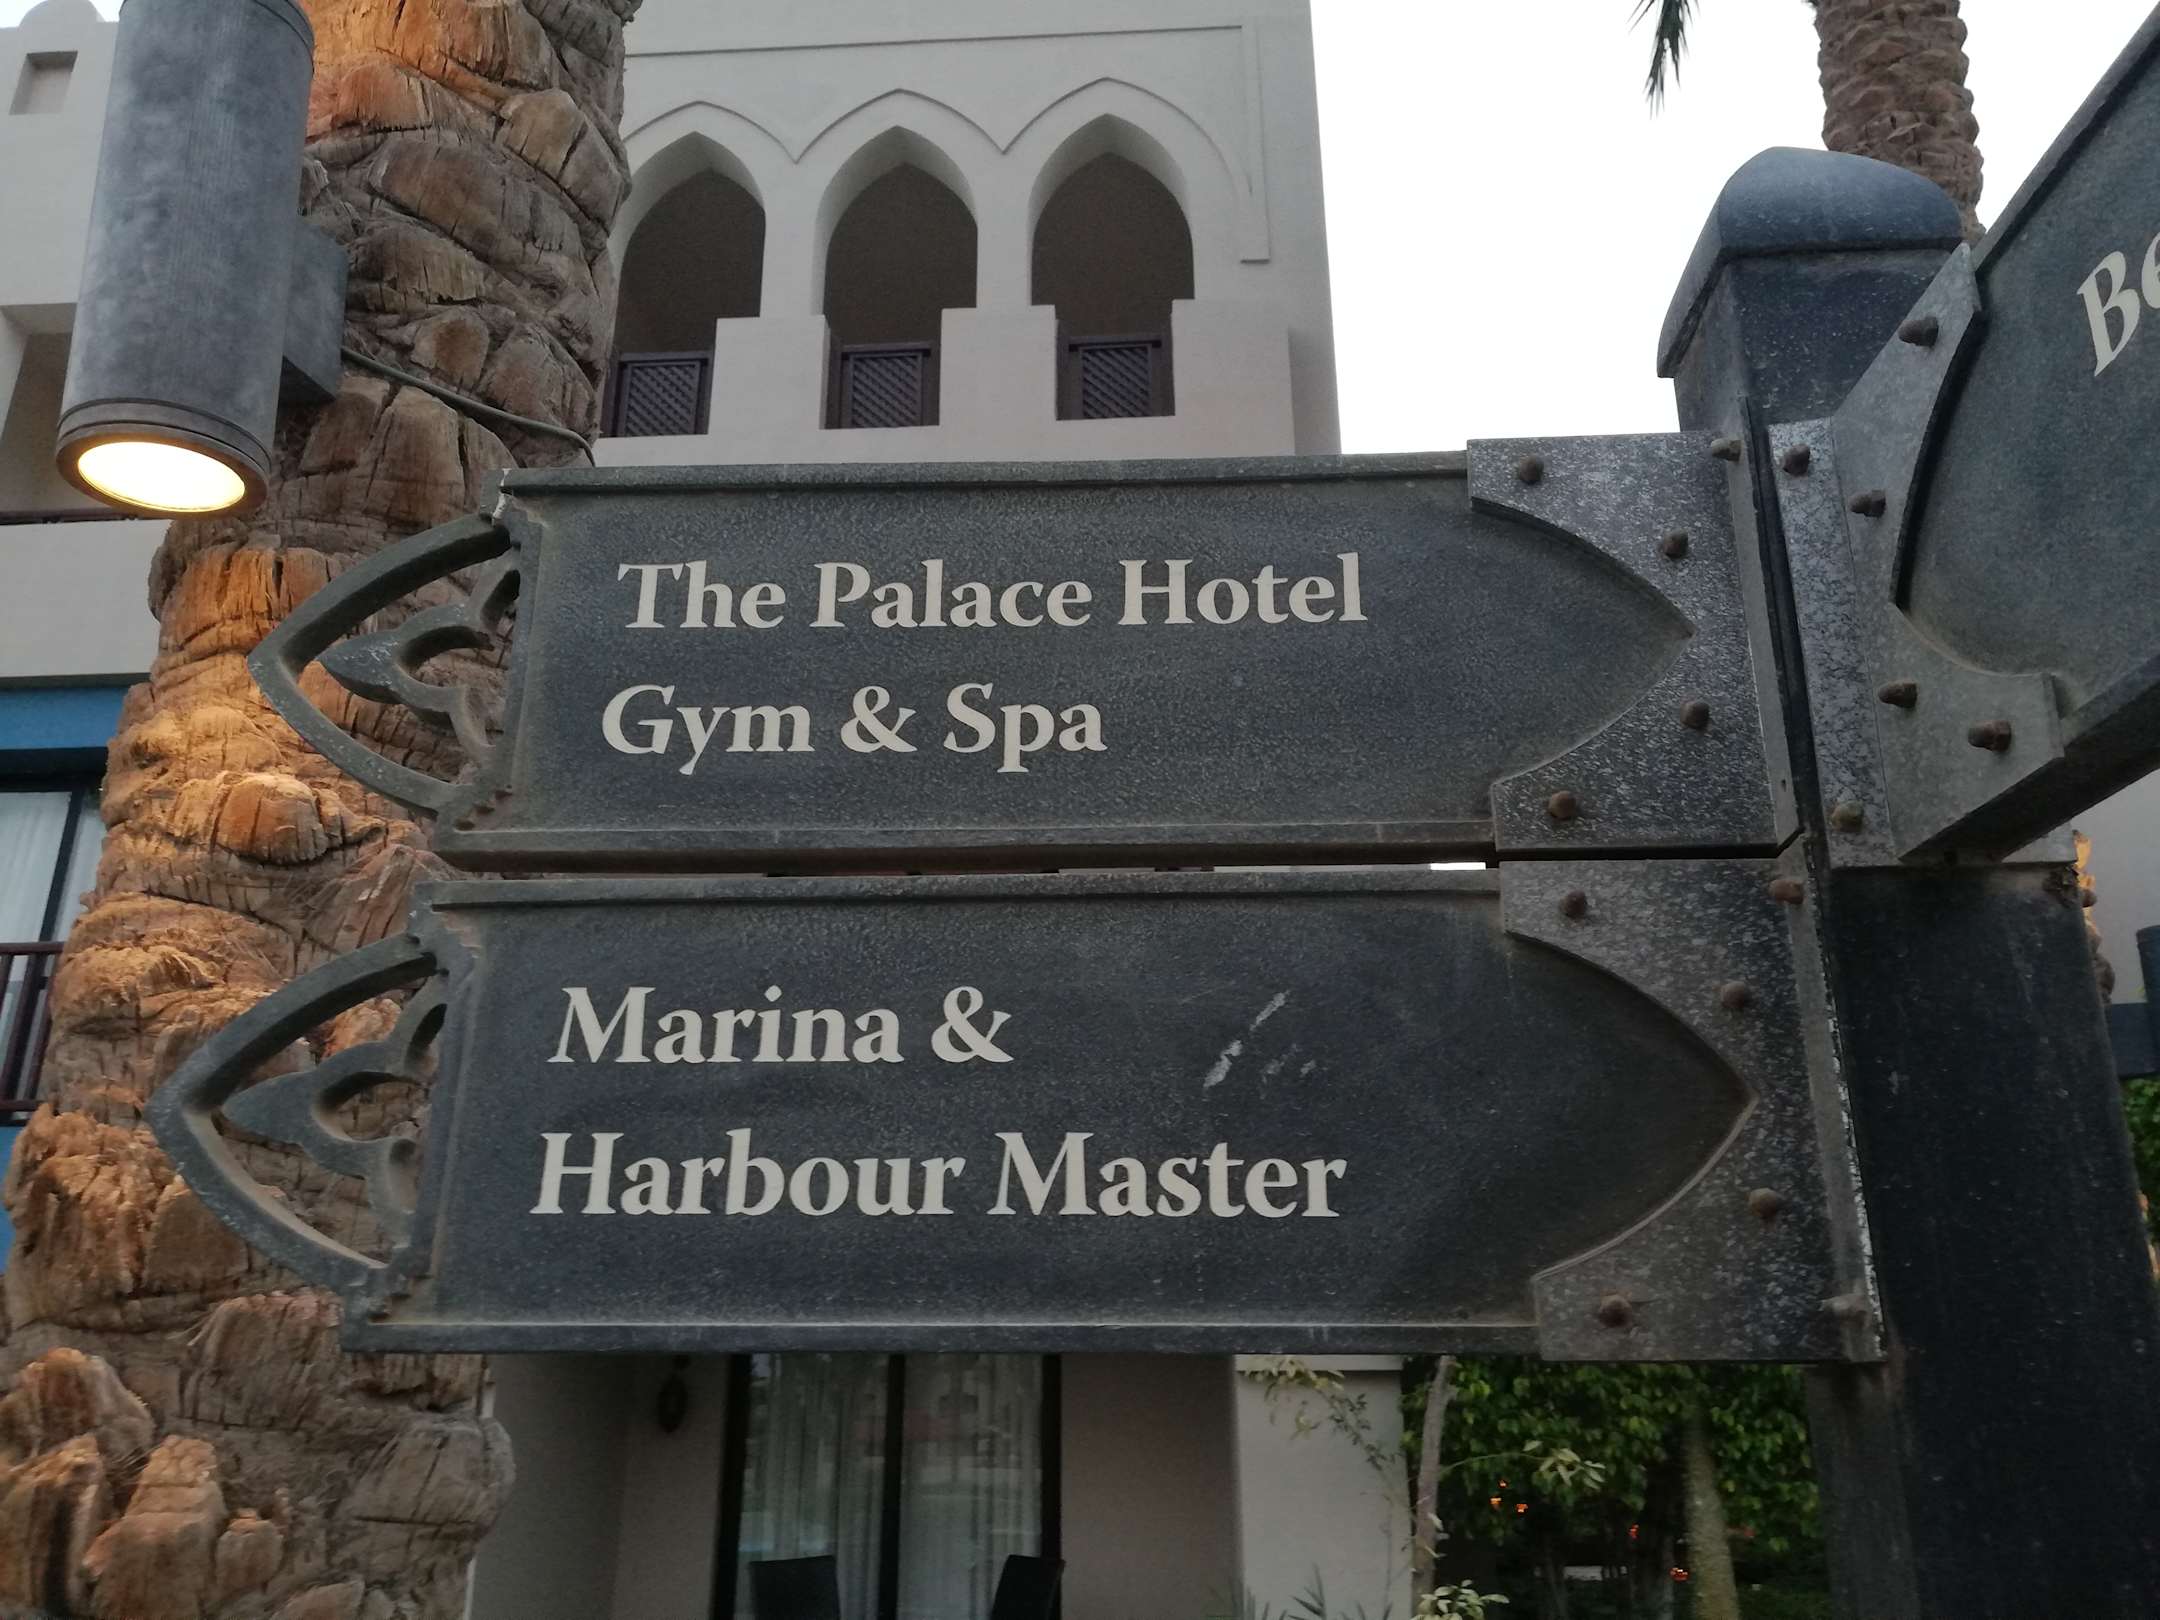 The Palace Hotel
Gym & Spa
Marina &
Harbour Master